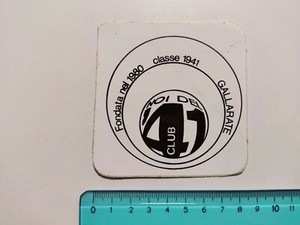 Fondata nel 1980 classe 1941 GALLARATE
NOI DEL
41
CLUB
0 1 2 3 4 5 6 7 8 9 10 11